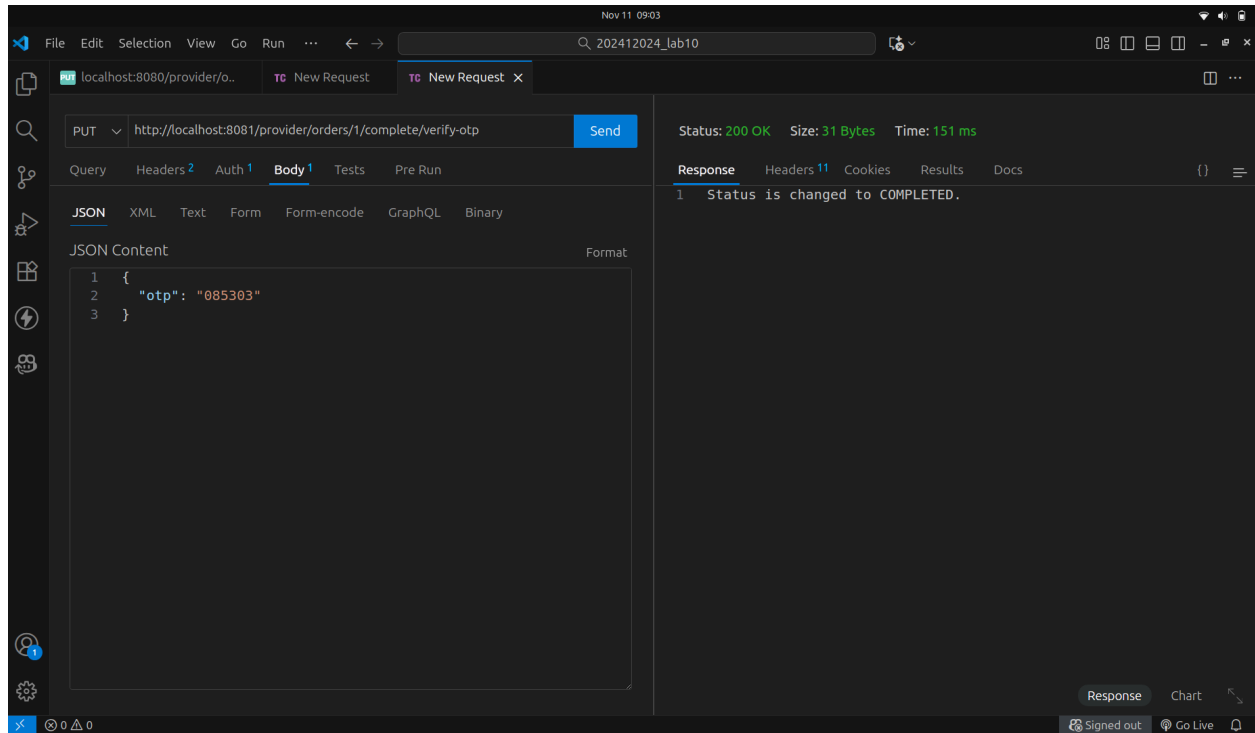 Nov 11 09:03
File Edit Selection View Go Run ··· ← → 202412024_lab10
PUT localhost:8080/provider/o.. TC New Request TC New Request ×
PUT http://localhost:8081/provider/orders/1/complete/verify-otp Send
Status: 200 OK Size: 31 Bytes Time: 151 ms
Query Headers 2 Auth 1 Body 1 Tests Pre Run
Response Headers 11 Cookies Results Docs {}
1 Status is changed to COMPLETED.
JSON XML Text Form Form-encode GraphQL Binary
JSON Content Format
1 {
2 "otp": "085303"
3 }
1
Response Chart
0 0 Signed out Go Live